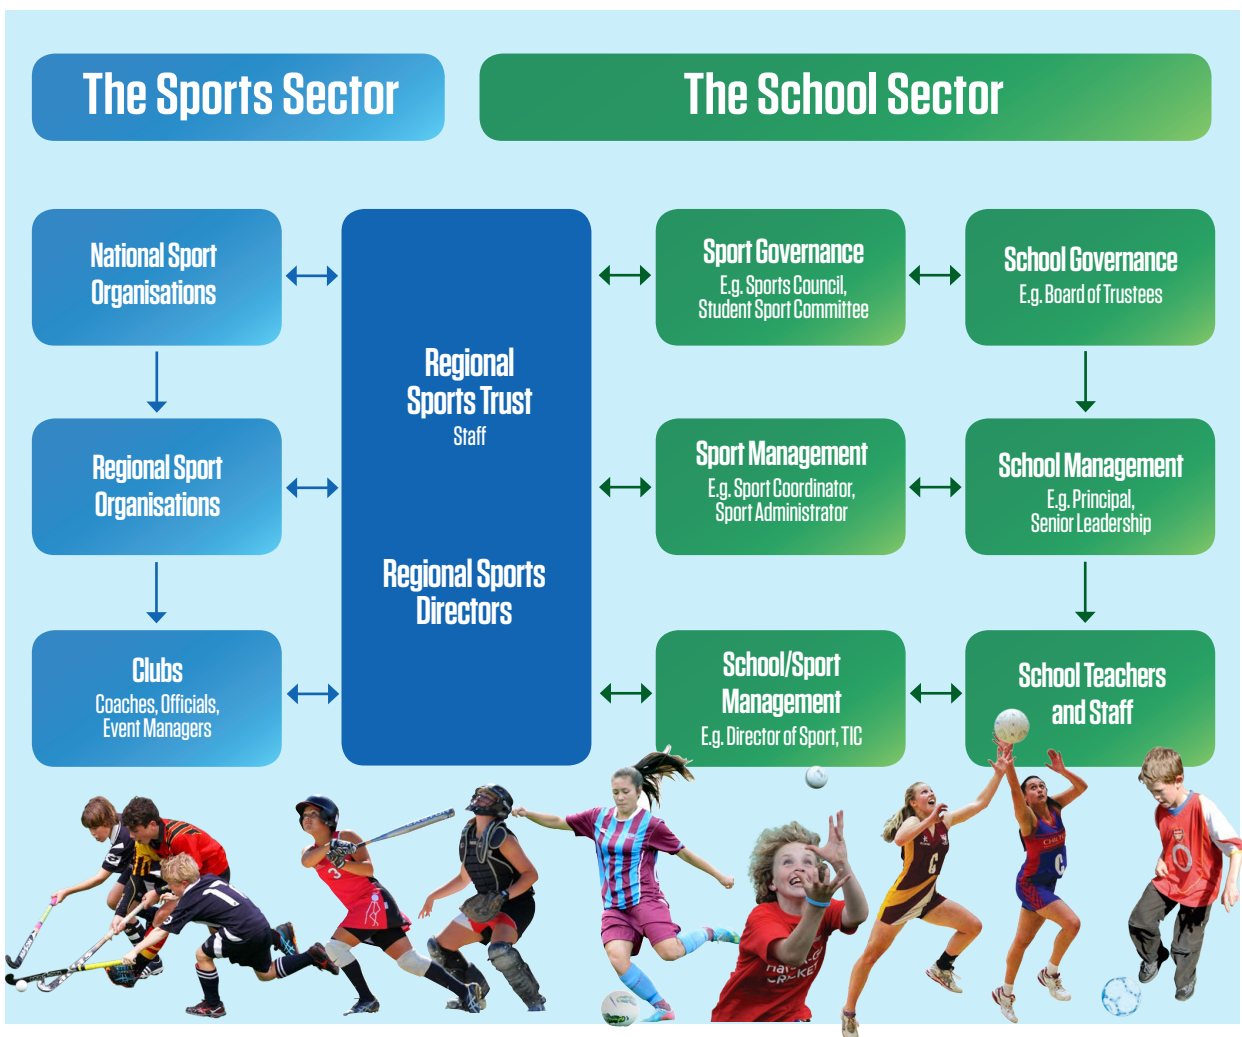 The Sports Sector
The School Sector
National Sport
Organisations
Regional Sport
Organisations
Clubs
Coaches, Officials,
Event Managers
Regional
Sports Trust
Staff
Regional Sports
Directors
Sport Governance
E.g. Sports Council,
Student Sport Committee
School Governance
E.g. Board of Trustees
Sport Management
E.g. Sport Coordinator,
Sport Administrator
School Management
E.g. Principal,
Senior Leadership
School/Sport
Management
E.g. Director of Sport, TIC
School Teachers
and Staff
1
3
C
C
CRICKET